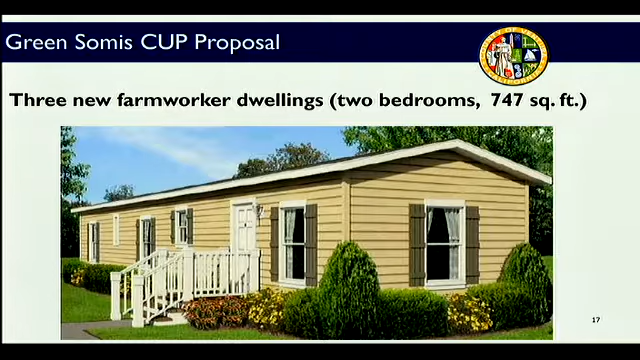 Green Somis CUP Proposal
Three new farmworker dwellings (two bedrooms, 747 sq. ft.)
17